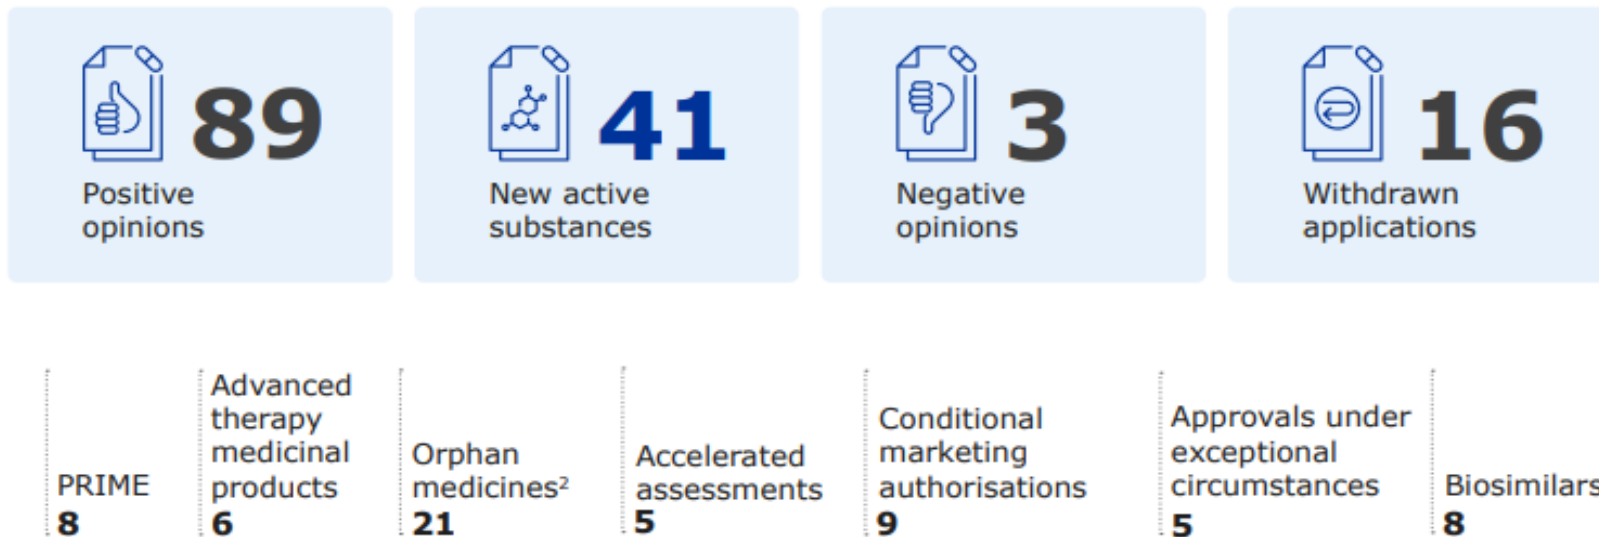 89
Positive
opinions
41
New active
substances
3
Negative
opinions
16
Withdrawn
applications
PRIME
8
Advanced
therapy
medicinal
products
6
Orphan
medicines²
21
Accelerated
assessments
5
Conditional
marketing
authorisations
9
Approvals under
exceptional
circumstances
5
Biosimilars
8